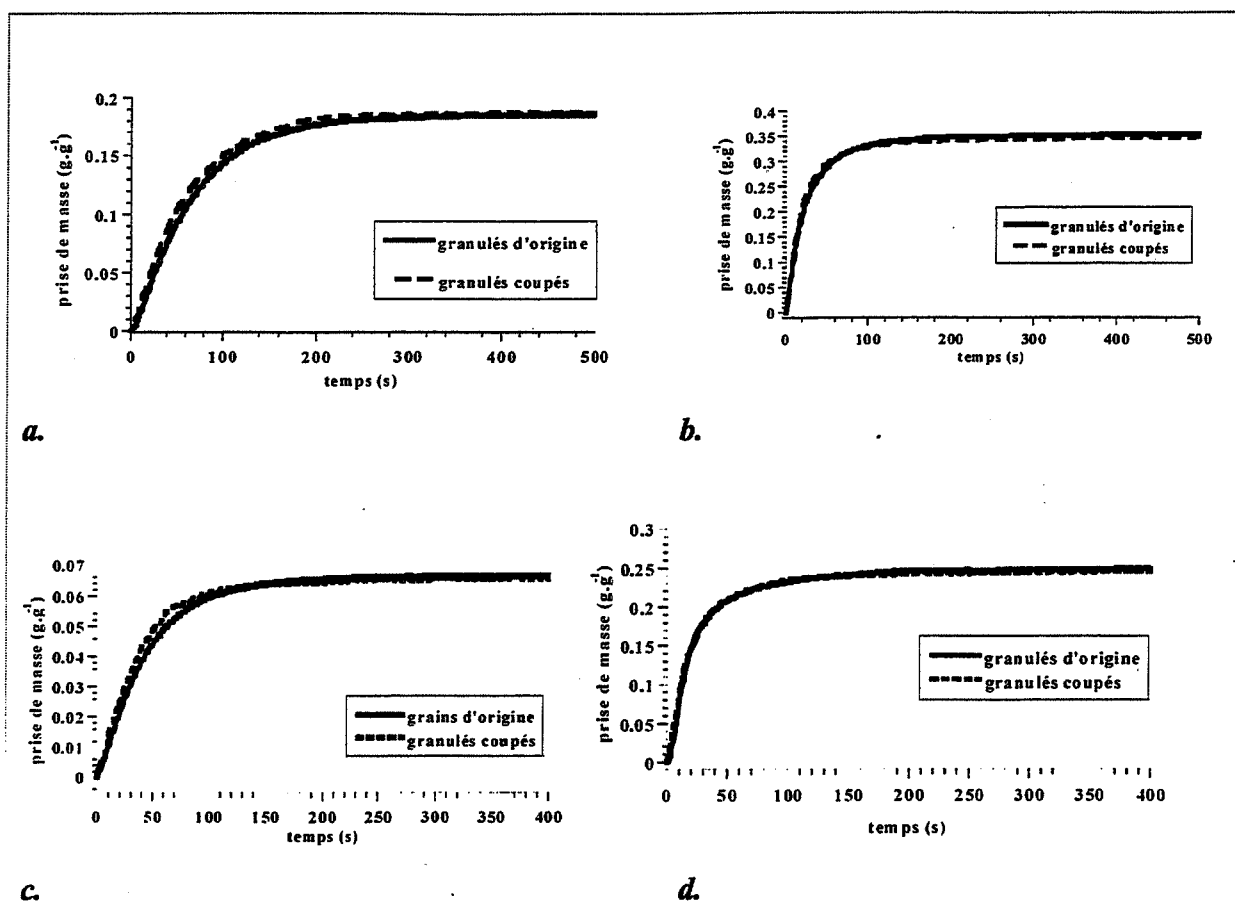 prise de masse (g.g⁻¹)
0.2
0.15
0.1
0.05
0
granulés d'origine
granulés coupés
0 100 200 300 400 500
temps (s)
a.
prise de masse (g.g⁻¹)
0.4
0.35
0.3
0.25
0.2
0.35
0.1
0.05
0
granulés d'origine
granulés coupés
0 100 200 300 400 500
temps (s)
b.
prise de masse (g.g⁻¹)
0.07
0.06
0.05
0.04
0.03
0.02
0.01
0
grains d'origine
granulés coupés
0 50 100 150 200 250 300 350 400
temps (s)
c.
prise de masse (g.g⁻¹)
0.3
0.25
0.2
0.15
0.1
0.05
0
granulés d'origine
granulés coupés
0 50 100 150 200 250 300 350 400
temps (s)
d.